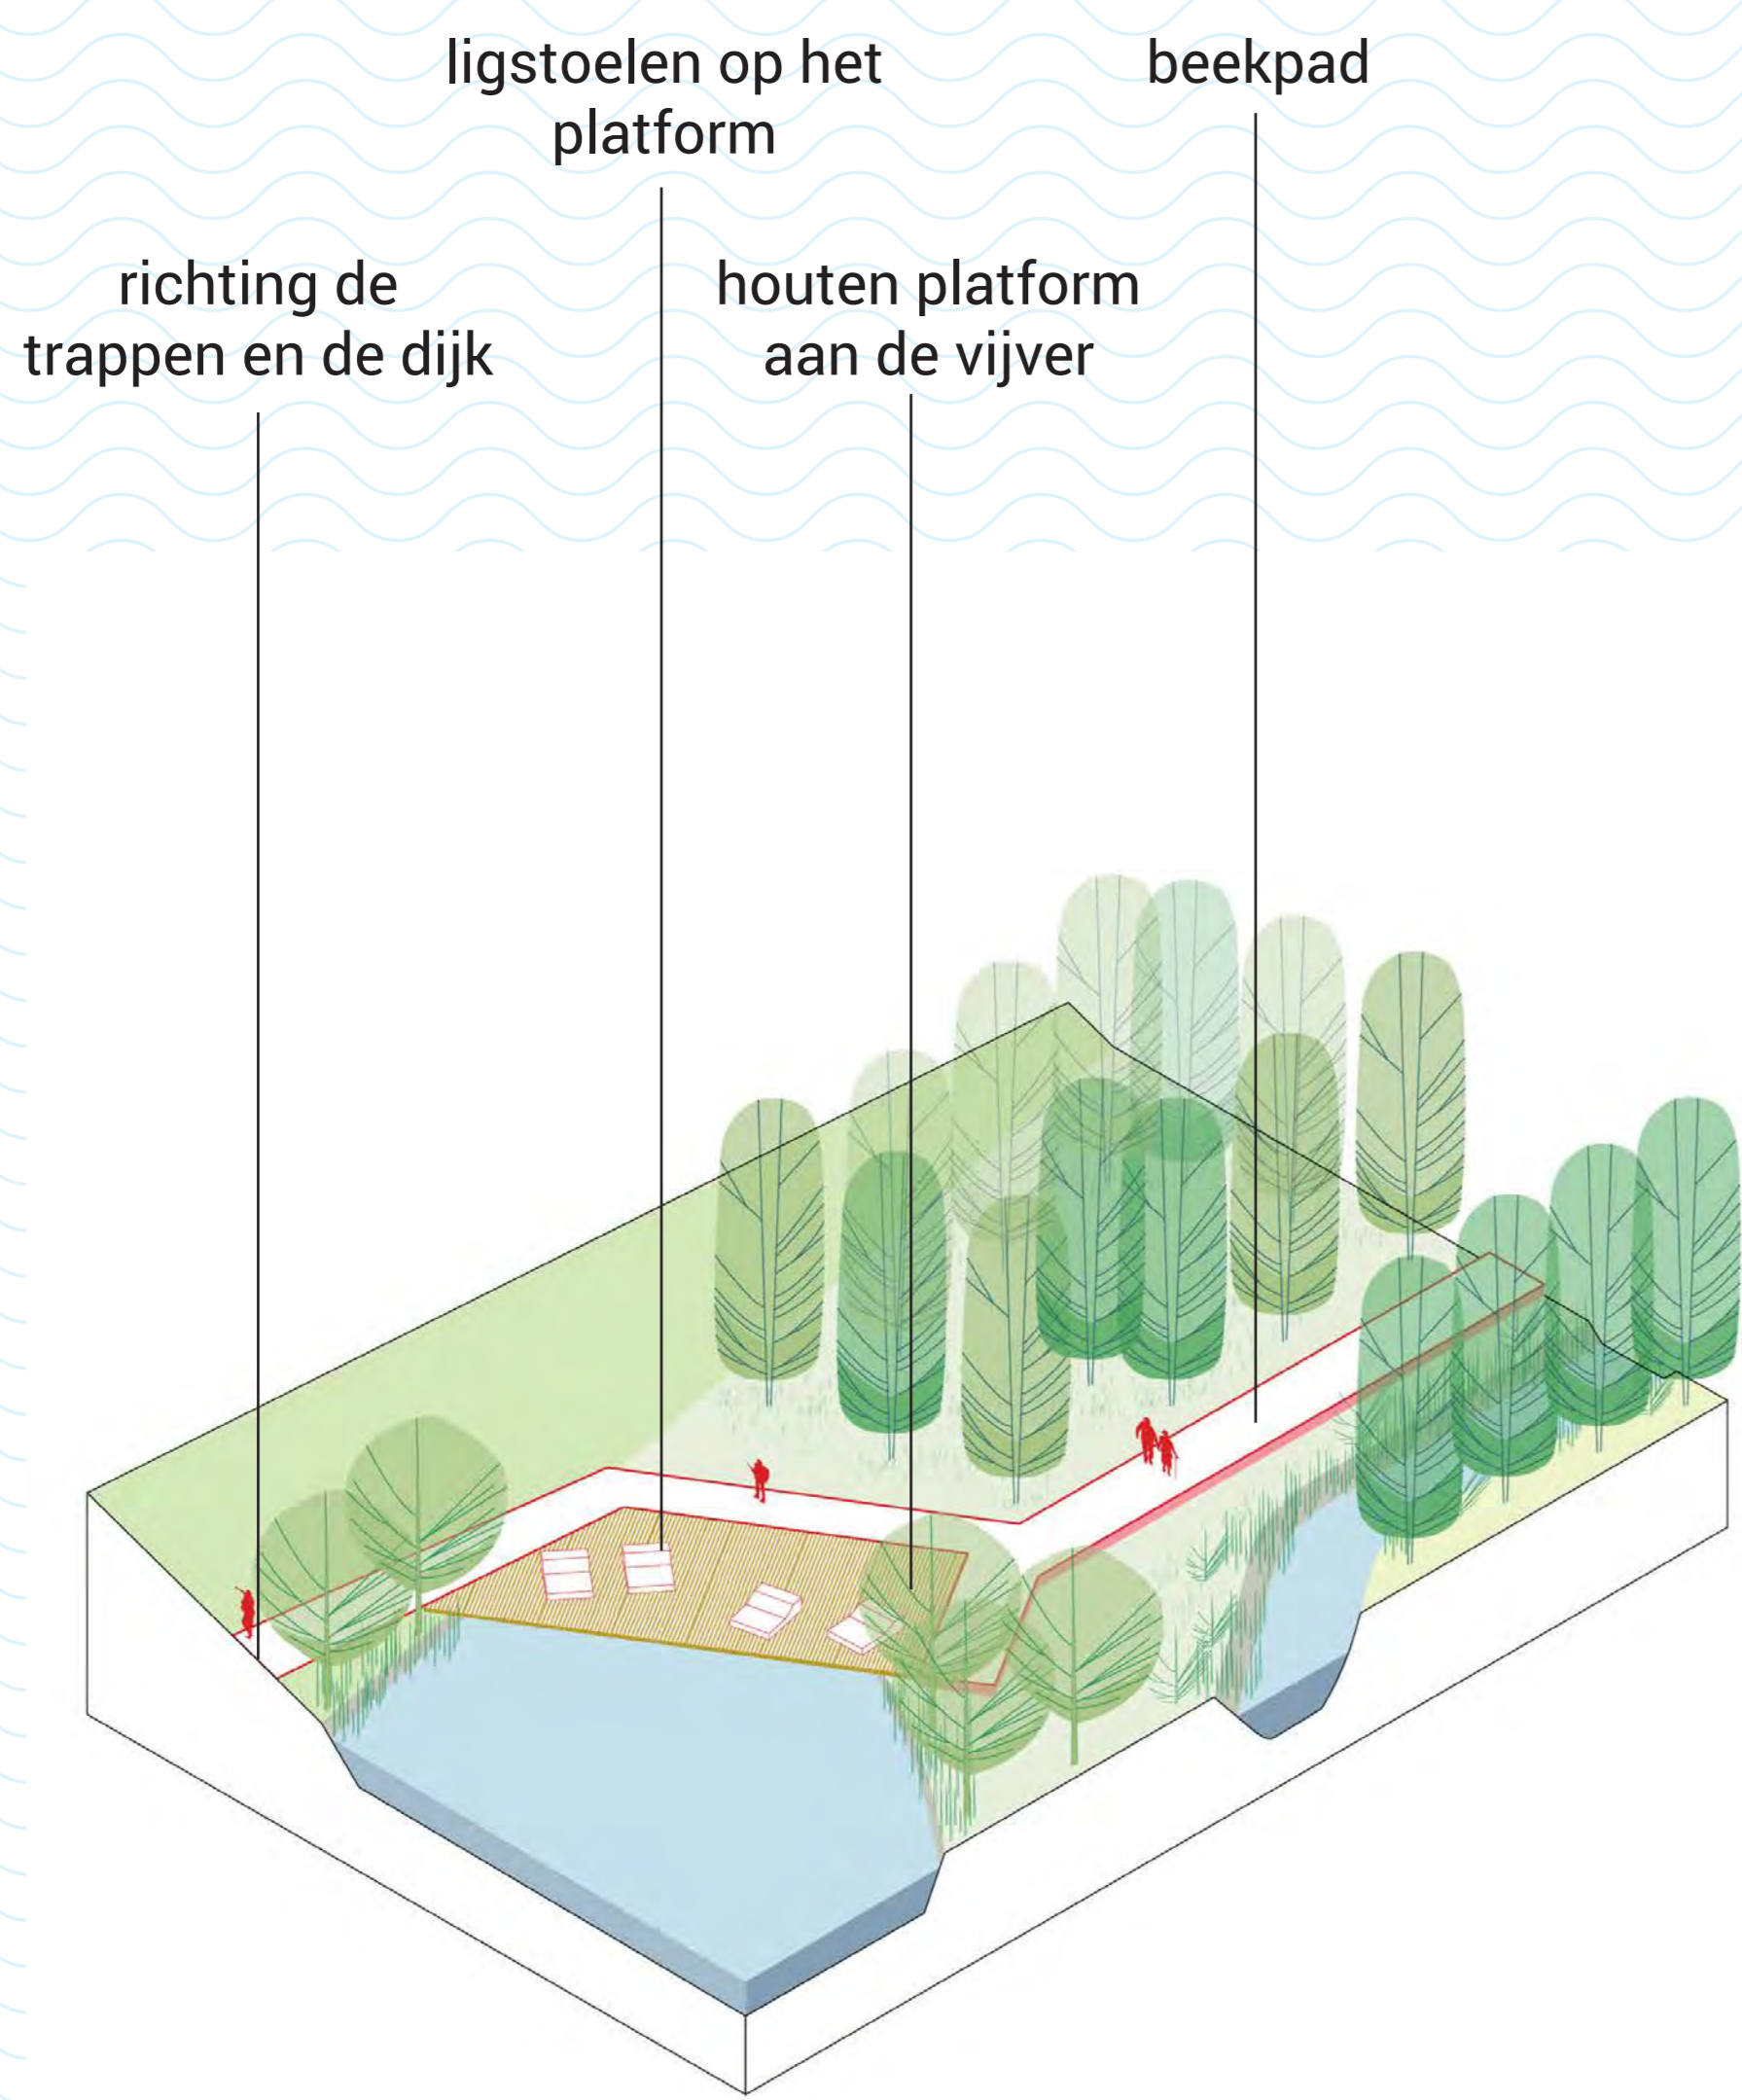 ligstoelen op het
platform
beekpad
richting de
trappen en de dijk
houten platform
aan de vijver